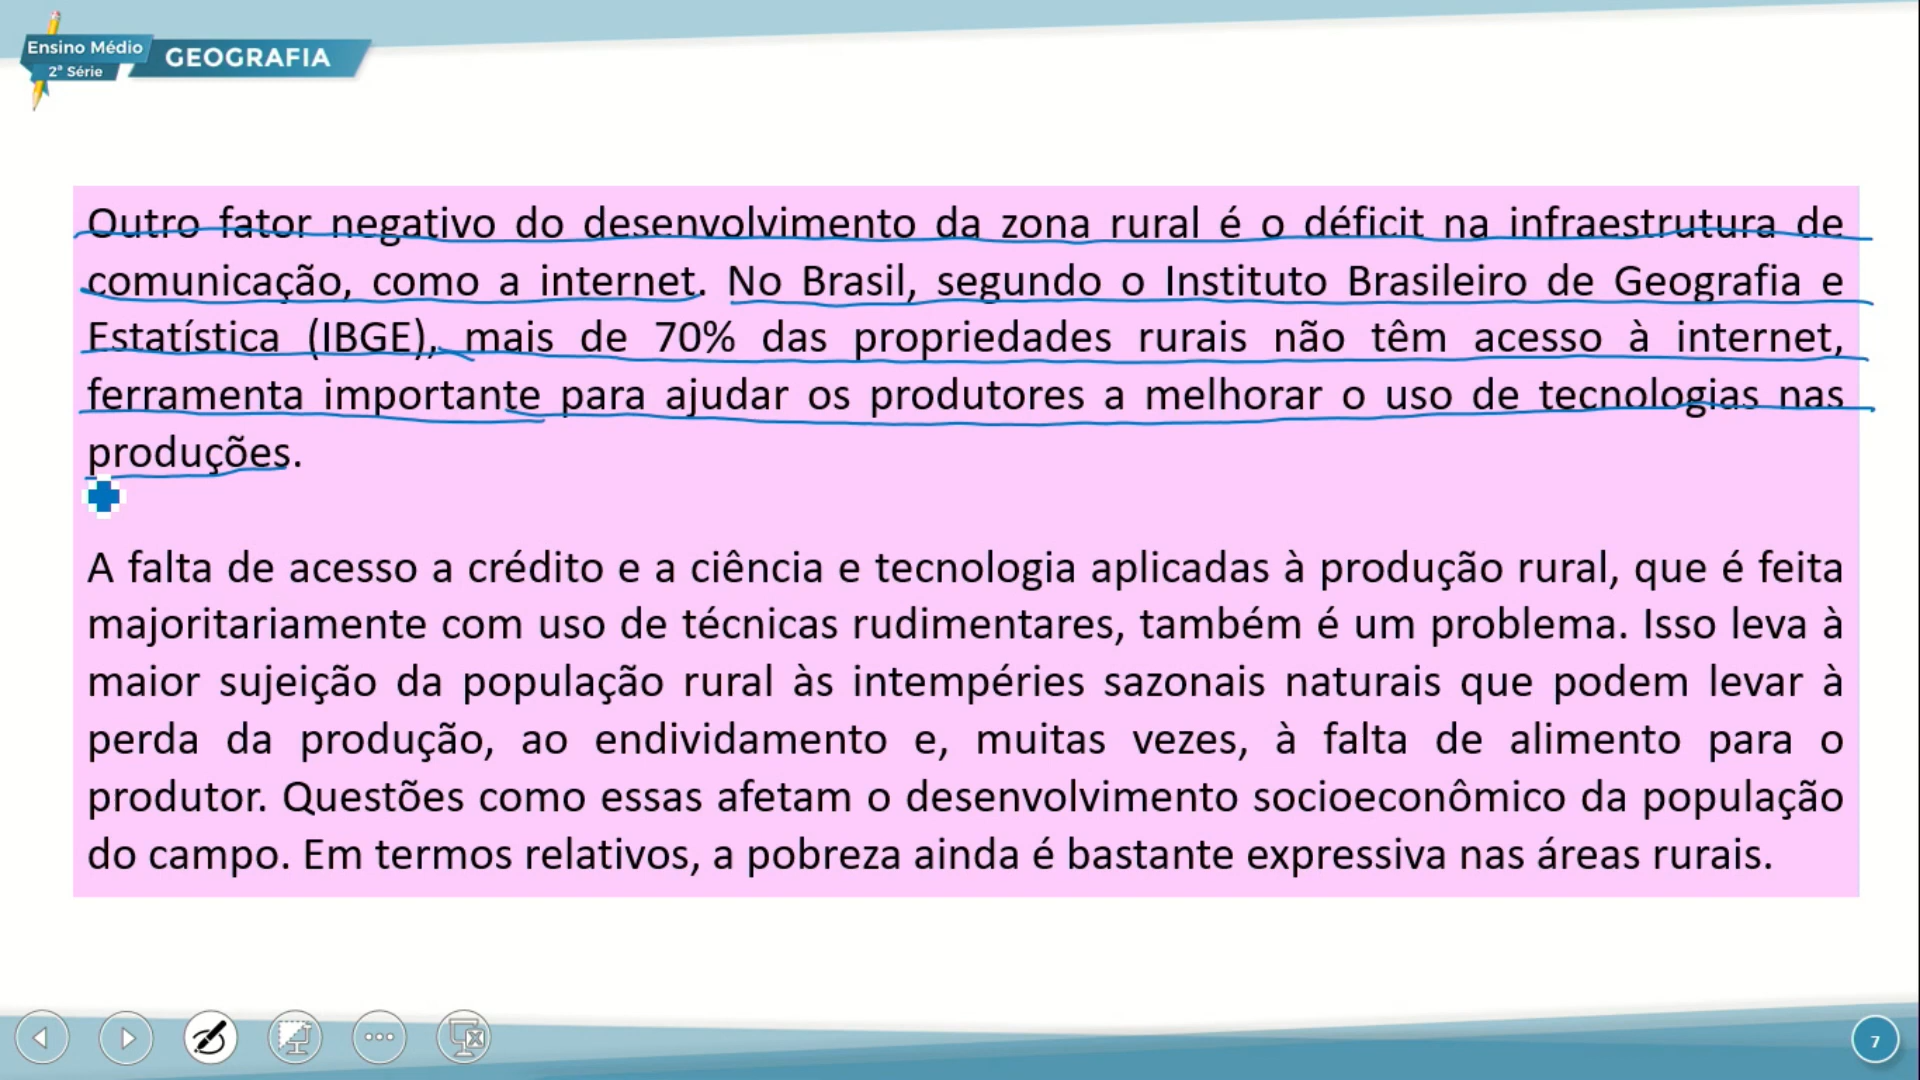 Ensino Médio
2ª Série
GEOGRAFIA
Outro fator negativo do desenvolvimento da zona rural é o déficit na infraestrutura de
comunicação, como a internet. No Brasil, segundo o Instituto Brasileiro de Geografia e
Estatística (IBGE), mais de 70% das propriedades rurais não têm acesso à internet,
ferramenta importante para ajudar os produtores a melhorar o uso de tecnologias nas
produções.
A falta de acesso a crédito e a ciência e tecnologia aplicadas à produção rural, que é feita
majoritariamente com uso de técnicas rudimentares, também é um problema. Isso leva à
maior sujeição da população rural às intempéries sazonais naturais que podem levar à
perda da produção, ao endividamento e, muitas vezes, à falta de alimento para o
produtor. Questões como essas afetam o desenvolvimento socioeconômico da população
do campo. Em termos relativos, a pobreza ainda é bastante expressiva nas áreas rurais.
7